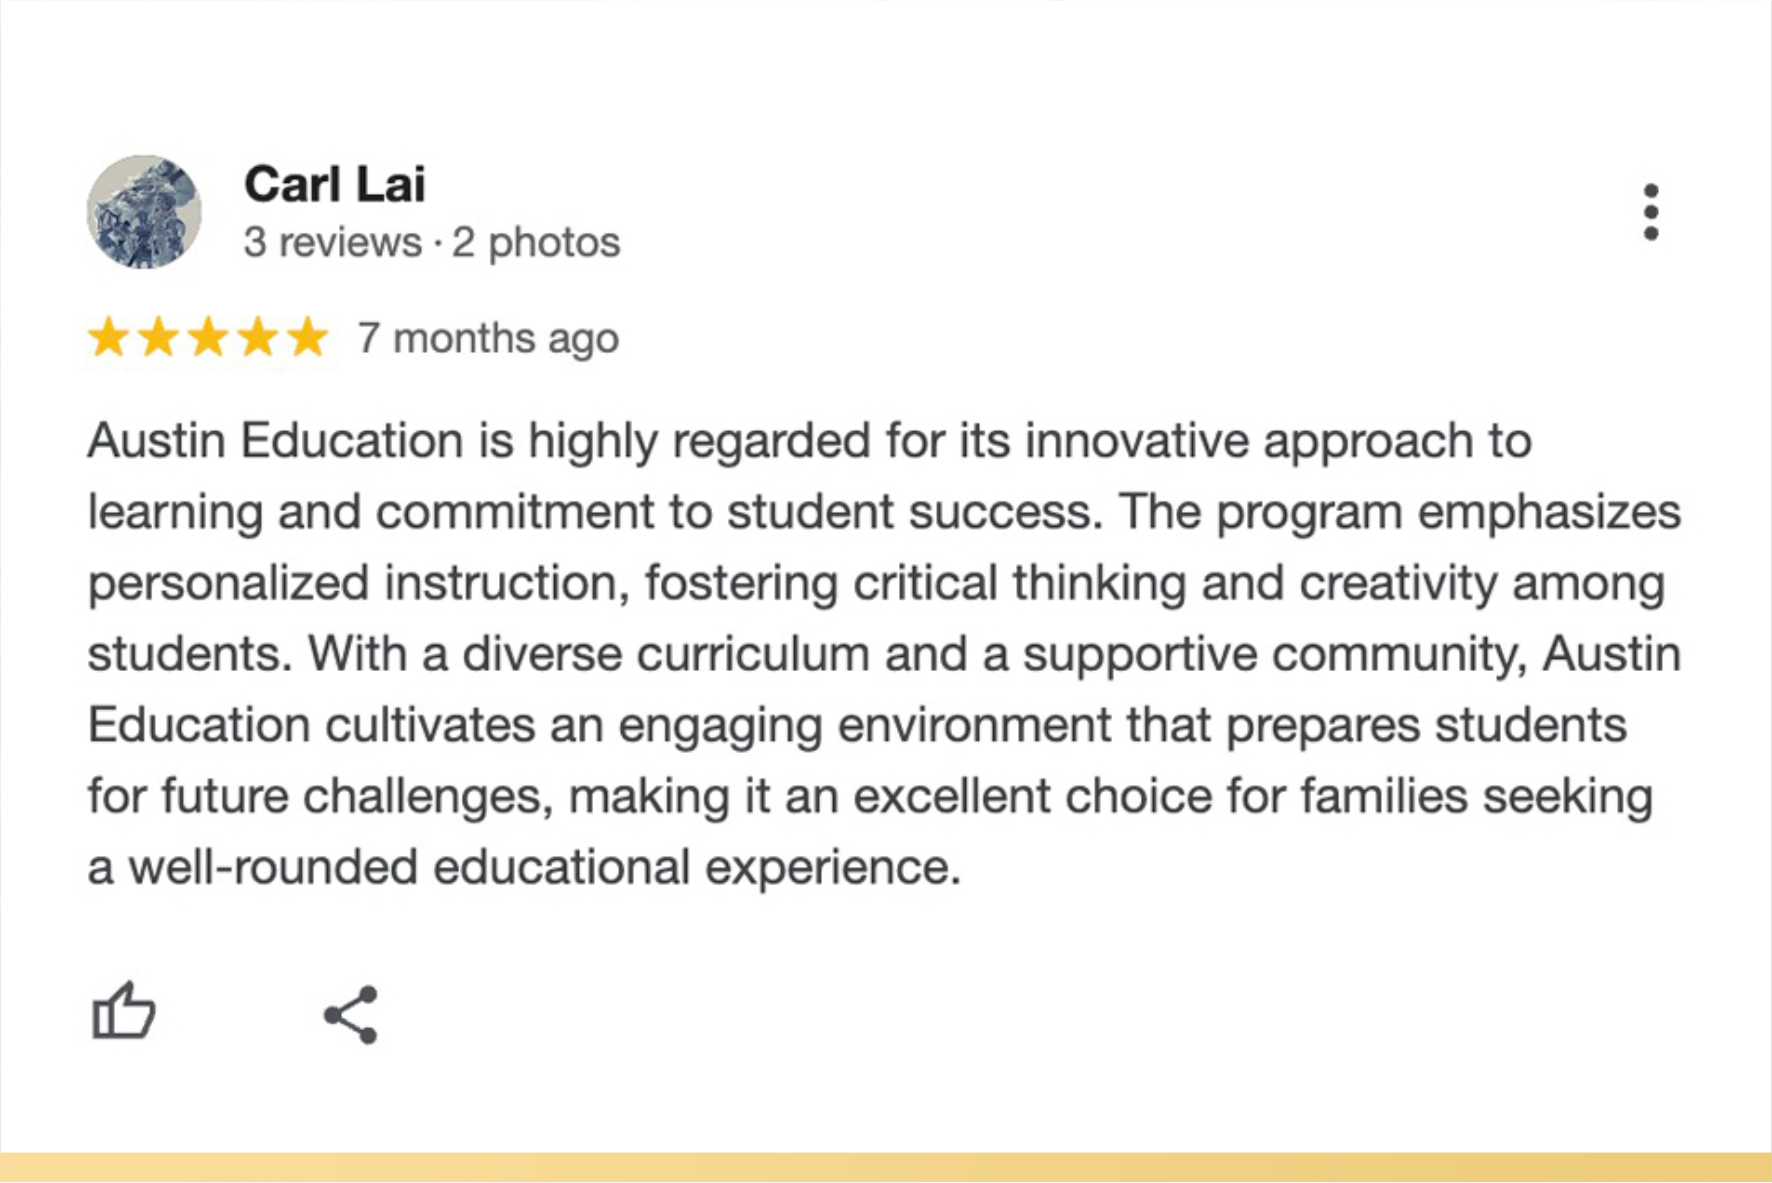 Carl Lai
3 reviews · 2 photos
7 months ago
Austin Education is highly regarded for its innovative approach to
learning and commitment to student success. The program emphasizes
personalized instruction, fostering critical thinking and creativity among
students. With a diverse curriculum and a supportive community, Austin
Education cultivates an engaging environment that prepares students
for future challenges, making it an excellent choice for families seeking
a well-rounded educational experience.